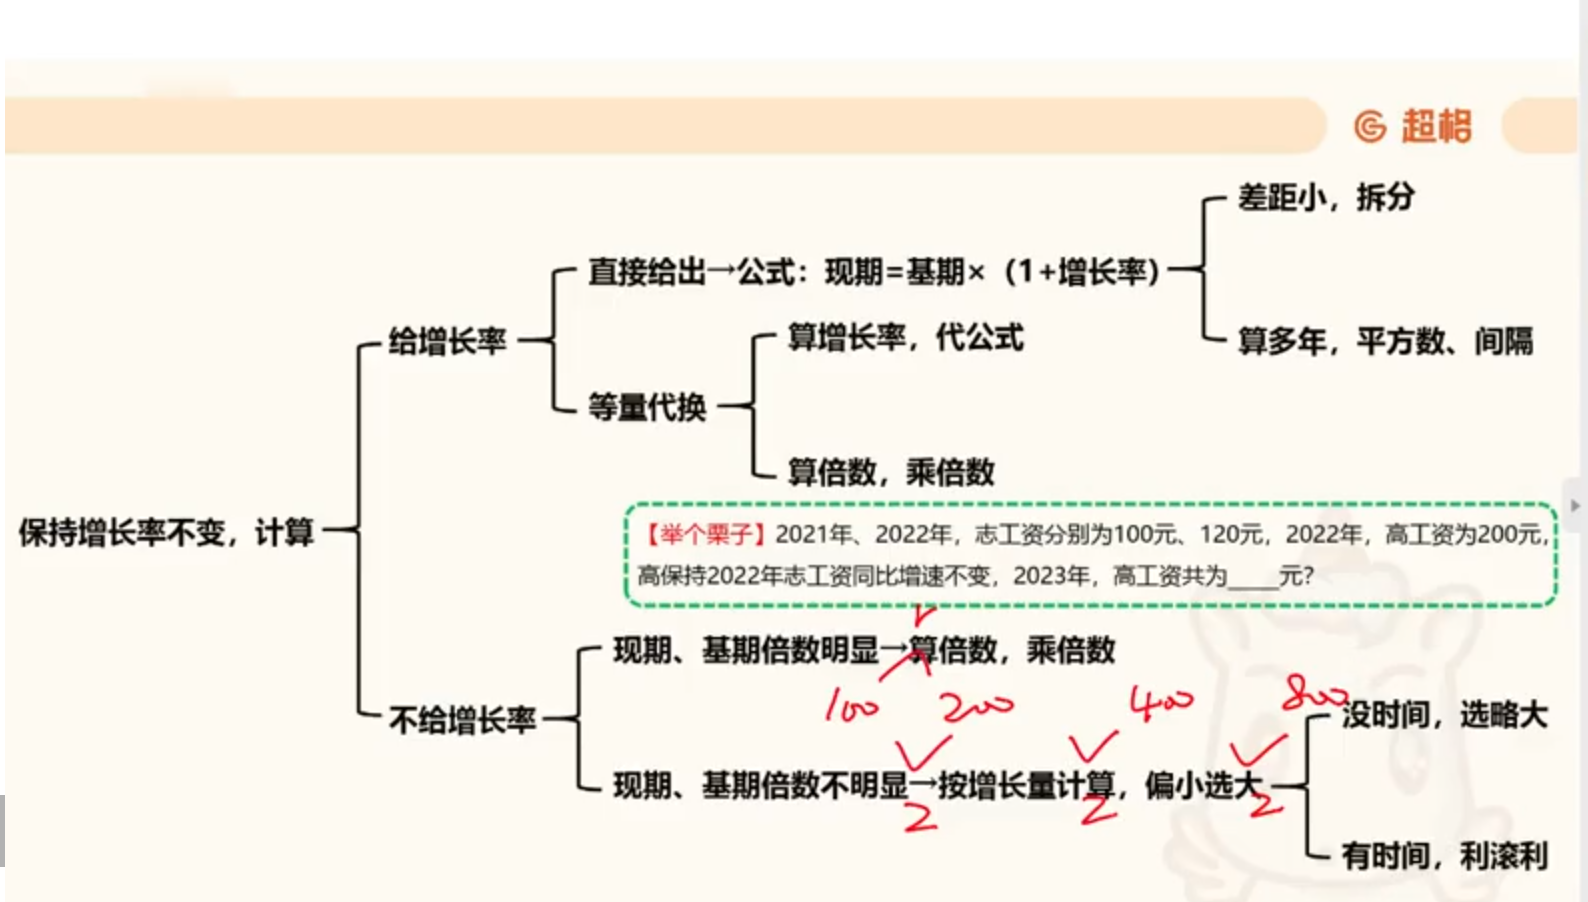 超格
差距小，拆分
直接给出→公式：现期=基期×（1+增长率）
给增长率
算增长率，代公式
算多年，平方数、间隔
等量代换
算倍数，乘倍数
保持增长率不变，计算
【举个栗子】2021年、2022年，志工资分别为100元、120元，2022年，高工资为200元，
高保持2022年志工资同比增速不变，2023年，高工资共为____元？
r
现期、基期倍数明显→算倍数，乘倍数
100 200 400 800
不给增长率
没时间，选略大
现期、基期倍数不明显→按增长量计算，偏小选大
2 2 2
有时间，利滚利